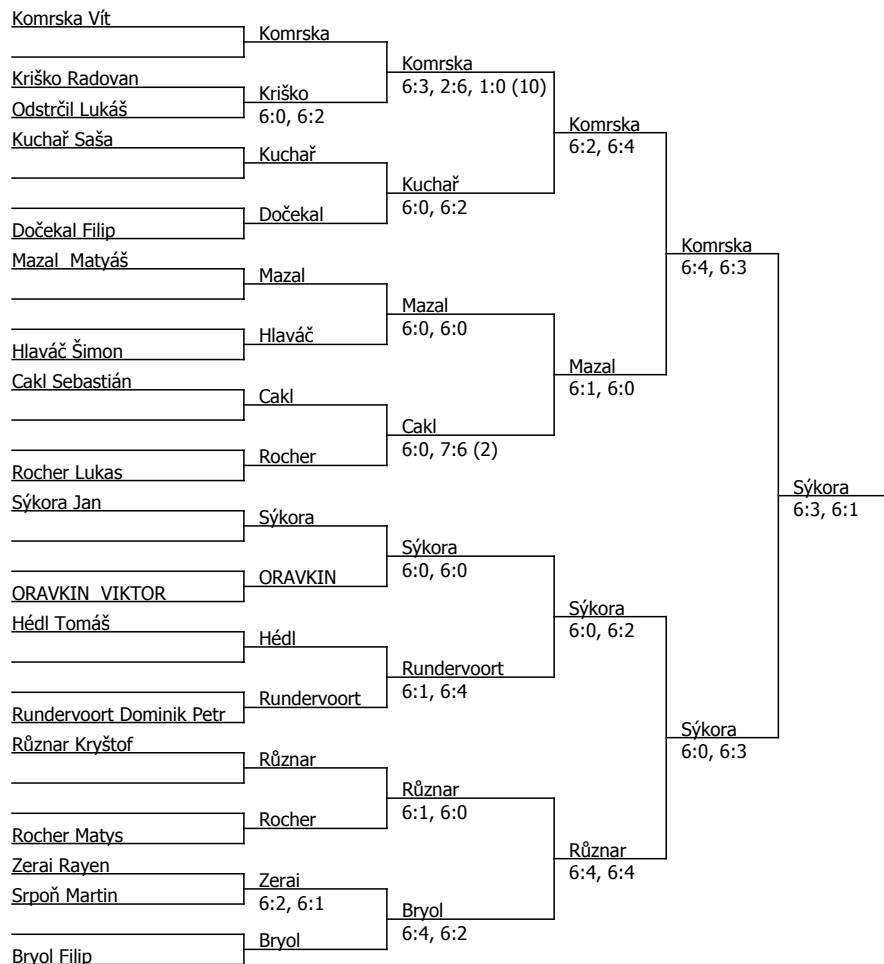 Komrska Vít
Kriško Radovan
Odstrčil Lukáš
Kuchař Saša
Dočekal Filip
Mazal  Matyáš
Hlaváč Šimon
Cakl Sebastián
Rocher Lukas
Sýkora Jan
ORAVKIN  VIKTOR
Hédl Tomáš
Rundervoort Dominik Petr
Různar Kryštof
Rocher Matys
Zerai Rayen
Srpoň Martin
Bryol Filip
Komrska
Kriško
6:0, 6:2
Kuchař
Dočekal
Mazal
Hlaváč
Cakl
Rocher
Sýkora
ORAVKIN
Hédl
Rundervoort
Různar
Rocher
Zerai
6:2, 6:1
Bryol
Komrska
6:3, 2:6, 1:0 (10)
Kuchař
6:0, 6:2
Mazal
6:0, 6:0
Cakl
6:0, 7:6 (2)
Sýkora
6:0, 6:0
Rundervoort
6:1, 6:4
Různar
6:1, 6:0
Bryol
6:4, 6:2
Komrska
6:2, 6:4
Mazal
6:1, 6:0
Sýkora
6:0, 6:2
Různar
6:4, 6:4
Komrska
6:4, 6:3
Sýkora
6:0, 6:3
Sýkora
6:3, 6:1